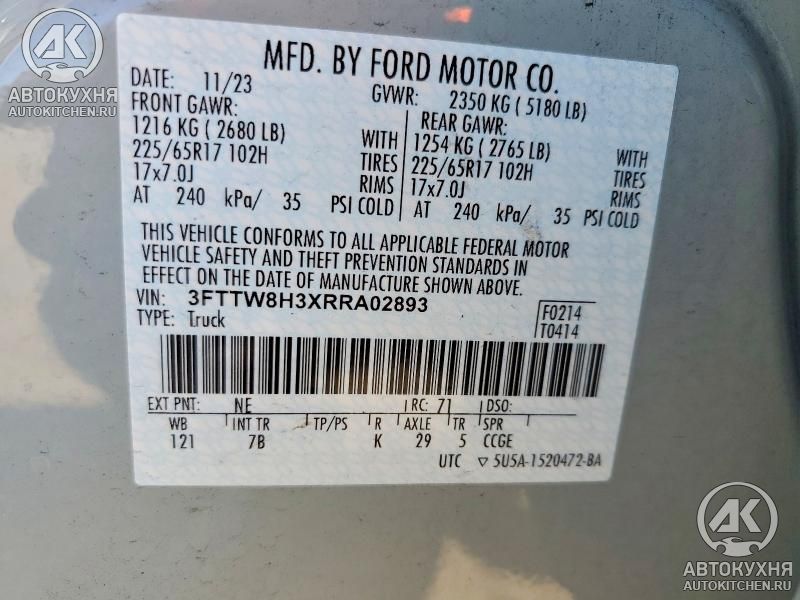 AK
АВТОКУХНЯ
AUTOKITCHEN.RU
MFD. BY FORD MOTOR CO.
DATE: 11/23 GVWR: 2350 KG ( 5180 LB)
FRONT GAWR: REAR GAWR:
1216 KG ( 2680 LB) WITH 1254 KG ( 2765 LB) WITH
225/65R17 102H TIRES 225/65R17 102H TIRES
17x7.0J RIMS 17x7.0J RIMS
AT 240 kPa/ 35 PSI COLD AT 240 kPa/ 35 PSI COLD
THIS VEHICLE CONFORMS TO ALL APPLICABLE FEDERAL MOTOR
VEHICLE SAFETY AND THEFT PREVENTION STANDARDS IN
EFFECT ON THE DATE OF MANUFACTURE SHOWN ABOVE.
VIN: 3FTTW8H3XRRA02893 F0214
TYPE: Truck T0414
EXT PNT: NE RC: 71 DSO:
WB INT TR TP/PS R AXLE TR SPR
121 7B K 29 5 CCGE
UTC ▽ 5U5A-1520472-BA
AK
АВТОКУХНЯ
AUTOKITCHEN.RU